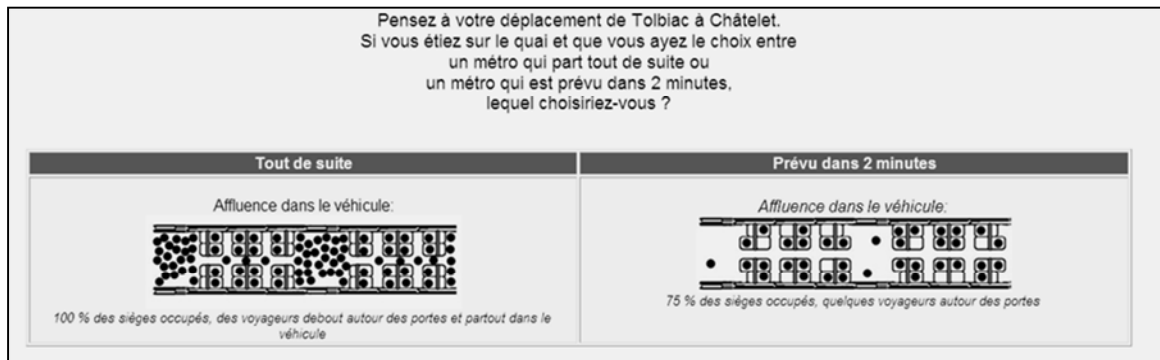 Pensez à votre déplacement de Tolbiac à Châtelet.
Si vous étiez sur le quai et que vous ayez le choix entre
un métro qui part tout de suite ou
un métro qui est prévu dans 2 minutes,
lequel choisiriez-vous ?
Tout de suite
Prévu dans 2 minutes
Affluence dans le véhicule:
100 % des sièges occupés, des voyageurs debout autour des portes et partout dans le
véhicule
Affluence dans le véhicule:
75 % des sièges occupés, quelques voyageurs autour des portes